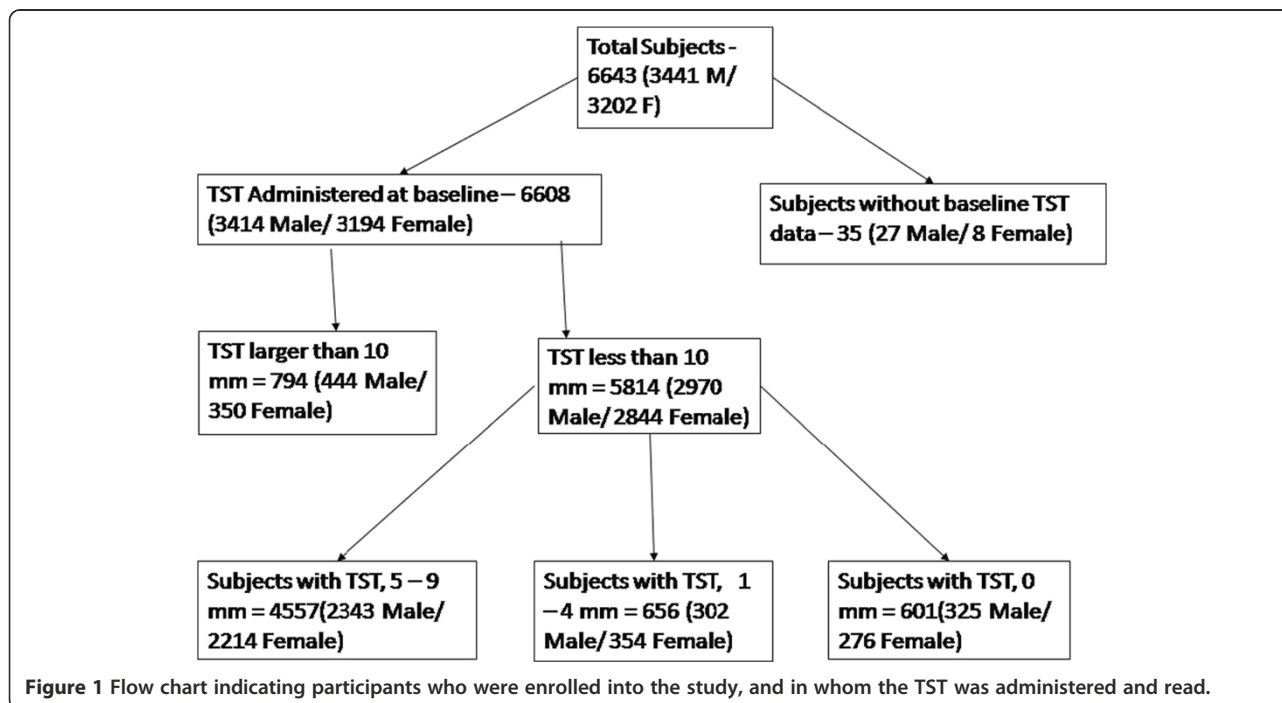 Total Subjects -
6643 (3441 M/
3202 F)
TST Administered at baseline – 6608
(3414 Male/ 3194 Female)
Subjects without baseline TST
data – 35 (27 Male/ 8 Female)
TST larger than 10
mm = 794 (444 Male/
350 Female)
TST less than 10
mm = 5814 (2970
Male/ 2844 Female)
Subjects with TST, 5 – 9
mm = 4557(2343 Male/
2214 Female)
Subjects with TST, 1
– 4 mm = 656 (302
Male/ 354 Female)
Subjects with TST, 0
mm = 601(325 Male/
276 Female)
Figure 1 Flow chart indicating participants who were enrolled into the study, and in whom the TST was administered and read.